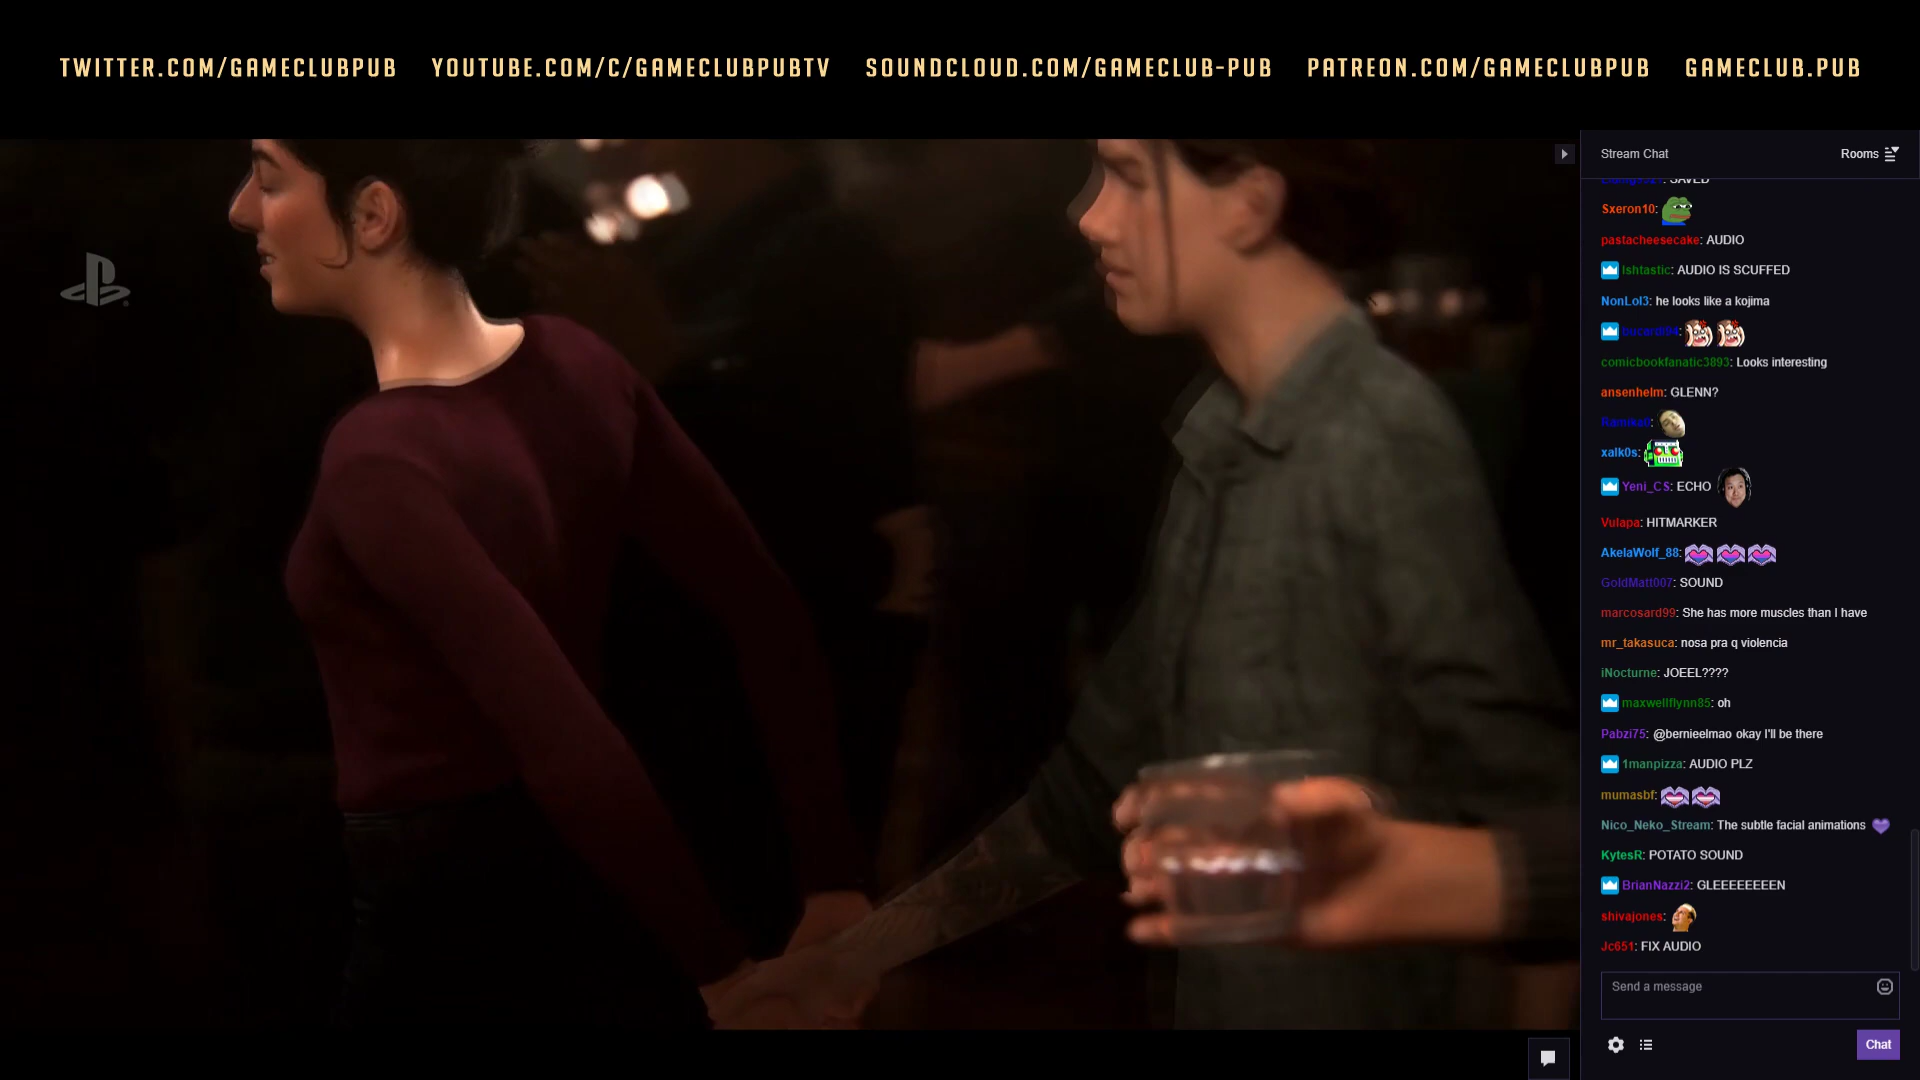 TWITTER.COM/GAMECLUBPUB YOUTUBE.COM/C/GAMECLUBPUBTV SOUNDCLOUD.COM/GAMECLUB-PUB PATREON.COM/GAMECLUBPUB GAMECLUB.PUB
Stream Chat Rooms
: SAVED
Sxeron10:
pastacheesecake: AUDIO
Ishtastic: AUDIO IS SCUFFED
NonLol3: he looks like a kojima
comicbookfanatic3893: Looks interesting
ansenhelm: GLENN?
xalk0s:
Yeni_CS: ECHO
Vulapa: HITMARKER
AkelaWolf_88:
GoldMatt007: SOUND
marcosard99: She has more muscles than I have
mr_takasuca: nosa pra q violencia
iNocturne: JOEEL????
maxwellflynn85: oh
Pabzi75: @bernieelmao okay I'll be there
1manpizza: AUDIO PLZ
mumasbf:
Nico_Neko_Stream: The subtle facial animations
KytesR: POTATO SOUND
BrianNazzi2: GLEEEEEEEEN
shivajones:
Jc651: FIX AUDIO
Send a message
Chat